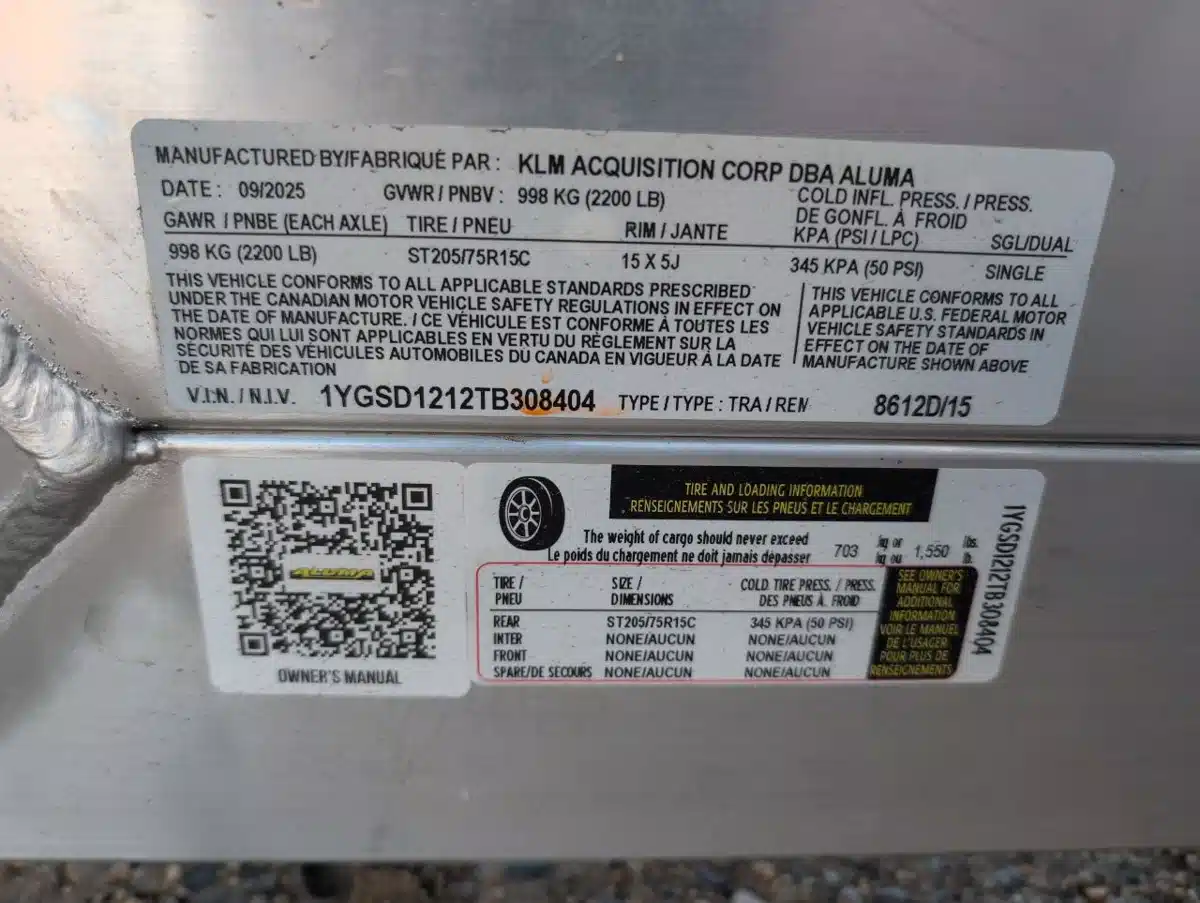 MANUFACTURED BY/FABRIQUÉ PAR : KLM ACQUISITION CORP DBA ALUMA
DATE : 09/2025 GVWR / PNBV : 998 KG (2200 LB) COLD INFL. PRESS. / PRESS.
DE GONFL. À FROID
GAWR / PNBE (EACH AXLE) TIRE / PNEU RIM / JANTE KPA (PSI / LPC) SGL/DUAL
998 KG (2200 LB) ST205/75R15C 15 X 5J 345 KPA (50 PSI) SINGLE
THIS VEHICLE CONFORMS TO ALL APPLICABLE STANDARDS PRESCRIBED
UNDER THE CANADIAN MOTOR VEHICLE SAFETY REGULATIONS IN EFFECT ON
THE DATE OF MANUFACTURE. / CE VÉHICULE EST CONFORME À TOUTES LES
NORMES QUI LUI SONT APPLICABLES EN VERTU DU RÈGLEMENT SUR LA
SÉCURITÉ DES VÉHICULES AUTOMOBILES DU CANADA EN VIGUEUR À LA DATE
DE SA FABRICATION
THIS VEHICLE CONFORMS TO ALL
APPLICABLE U.S. FEDERAL MOTOR
VEHICLE SAFETY STANDARDS IN
EFFECT ON THE DATE OF
MANUFACTURE SHOWN ABOVE
V.I.N. / N.I.V. 1YGSD1212TB308404 TYPE / TYPE : TRA / REM 8612D/15
ALUMA
OWNER'S MANUAL
TIRE AND LOADING INFORMATION
RENSEIGNEMENTS SUR LES PNEUS ET LE CHARGEMENT
The weight of cargo should never exceed kg or lbs.
Le poids du chargement ne doit jamais dépasser 703 kg ou 1,550 lb.
TIRE / SIZE / COLD TIRE PRESS. / PRESS.
PNEU DIMENSIONS DES PNEUS À FROID
REAR ST205/75R15C 345 KPA (50 PSI)
INTER NONE/AUCUN NONE/AUCUN
FRONT NONE/AUCUN NONE/AUCUN
SPARE/DE SECOURS NONE/AUCUN NONE/AUCUN
SEE OWNER'S
MANUAL FOR
ADDITIONAL
INFORMATION
VOIR LE MANUEL
DE L'USAGER
POUR PLUS DE
RENSEIGNEMENTS
1YGSD1212TB308404